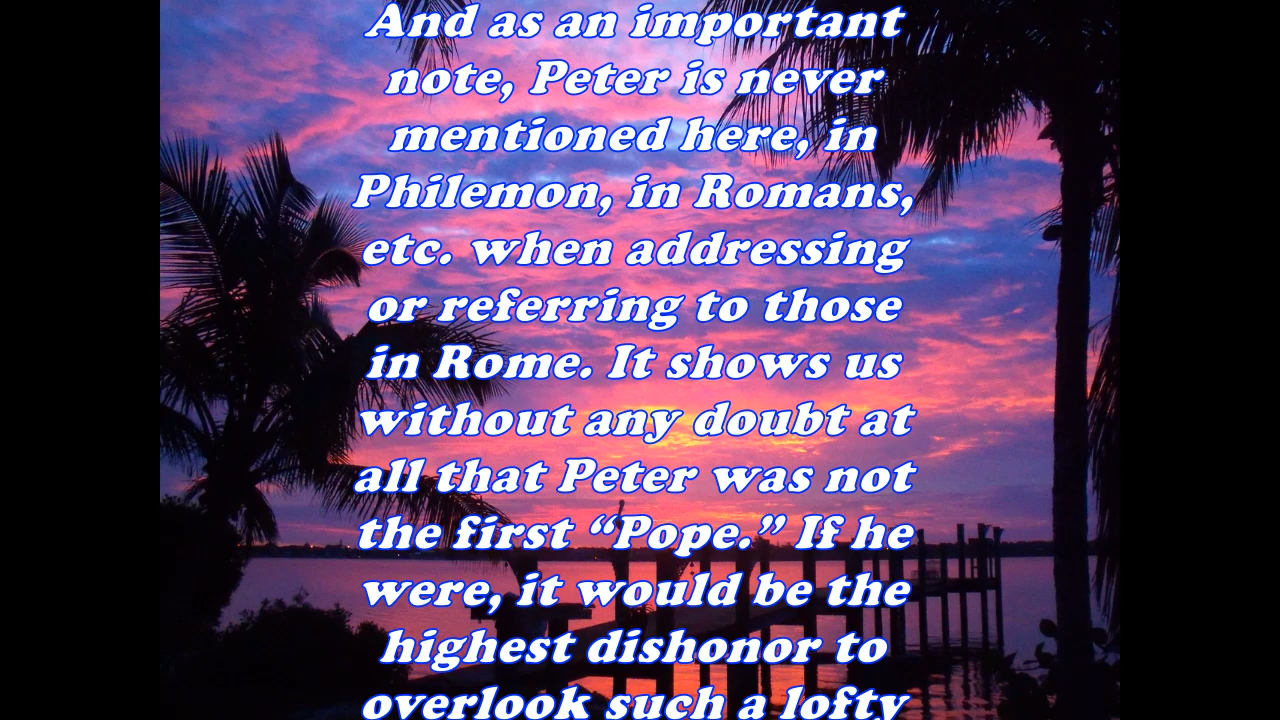 And as an important
note, Peter is never
mentioned here, in
Philemon, in Romans,
etc. when addressing
or referring to those
in Rome. It shows us
without any doubt at
all that Peter was not
the first “Pope.” If he
were, it would be the
highest dishonor to
overlook such a lofty